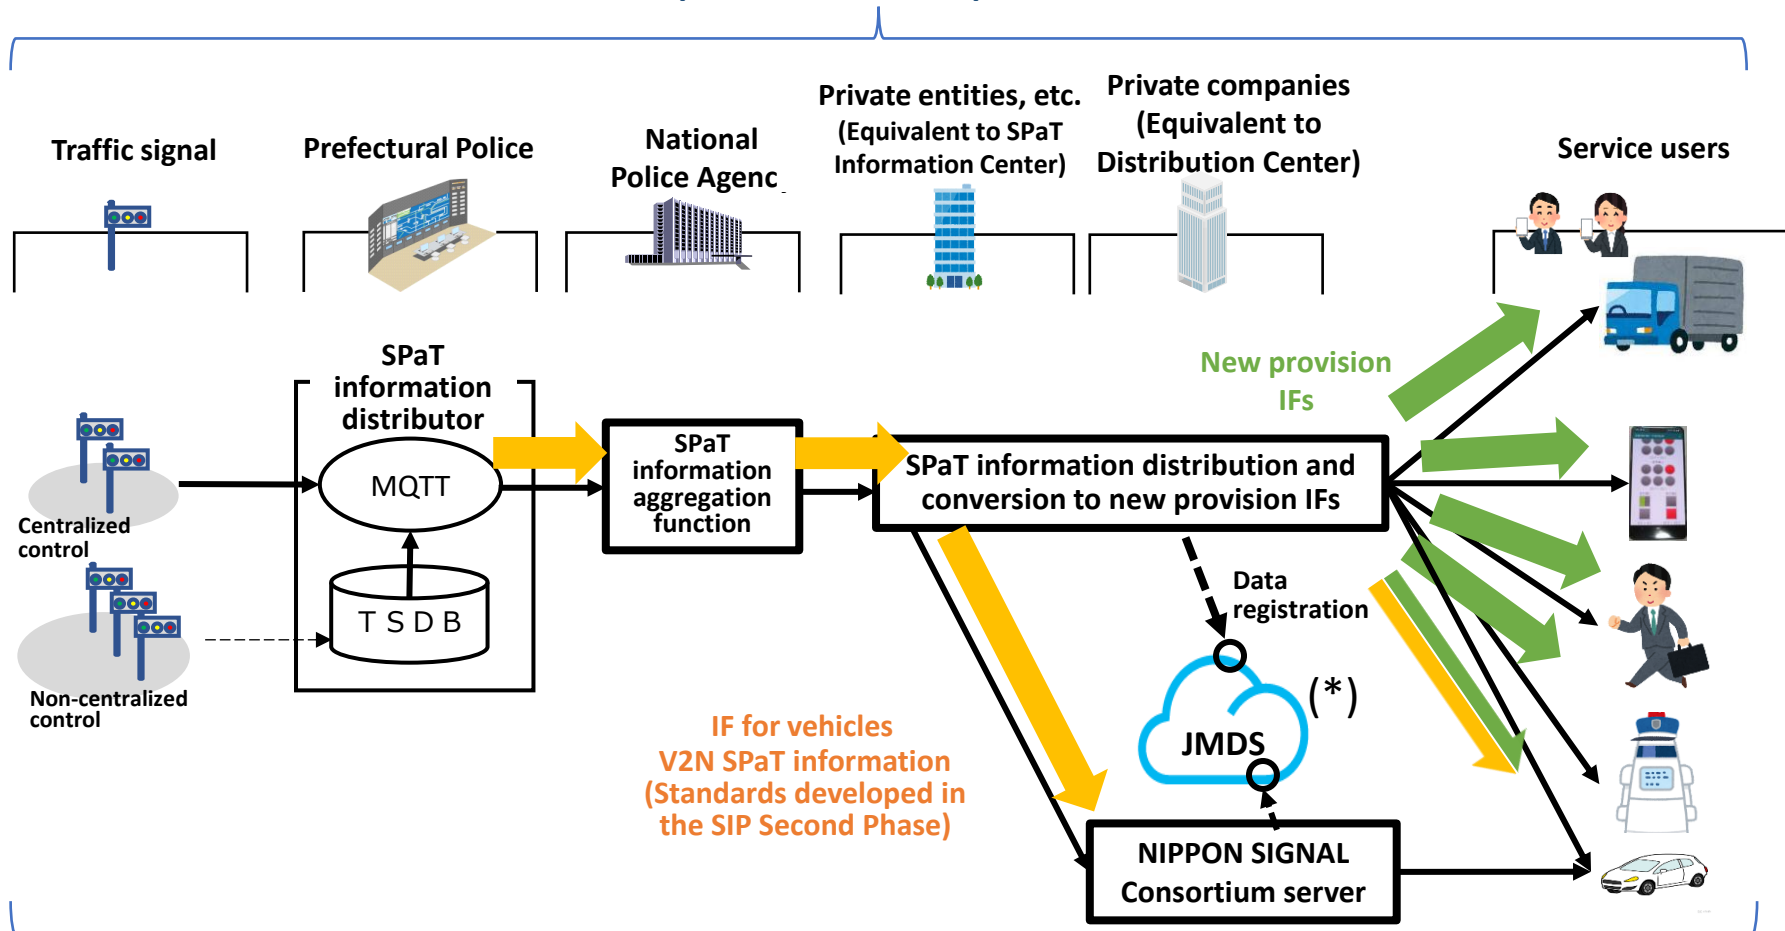 Traffic signal
Prefectural Police
National
Police Agenc
Private entities, etc.
(Equivalent to SPaT
Information Center)
Private companies
(Equivalent to
Distribution Center)
Service users
SPaT
information
distributor
MQTT
TSDB
Centralized
control
Non-centralized
control
SPaT
information
aggregation
function
SPaT information distribution and
conversion to new provision IFs
New provision
IFs
Data
registration
JMDS
(*)
IF for vehicles
V2N SPaT information
(Standards developed in
the SIP Second Phase)
NIPPON SIGNAL
Consortium server